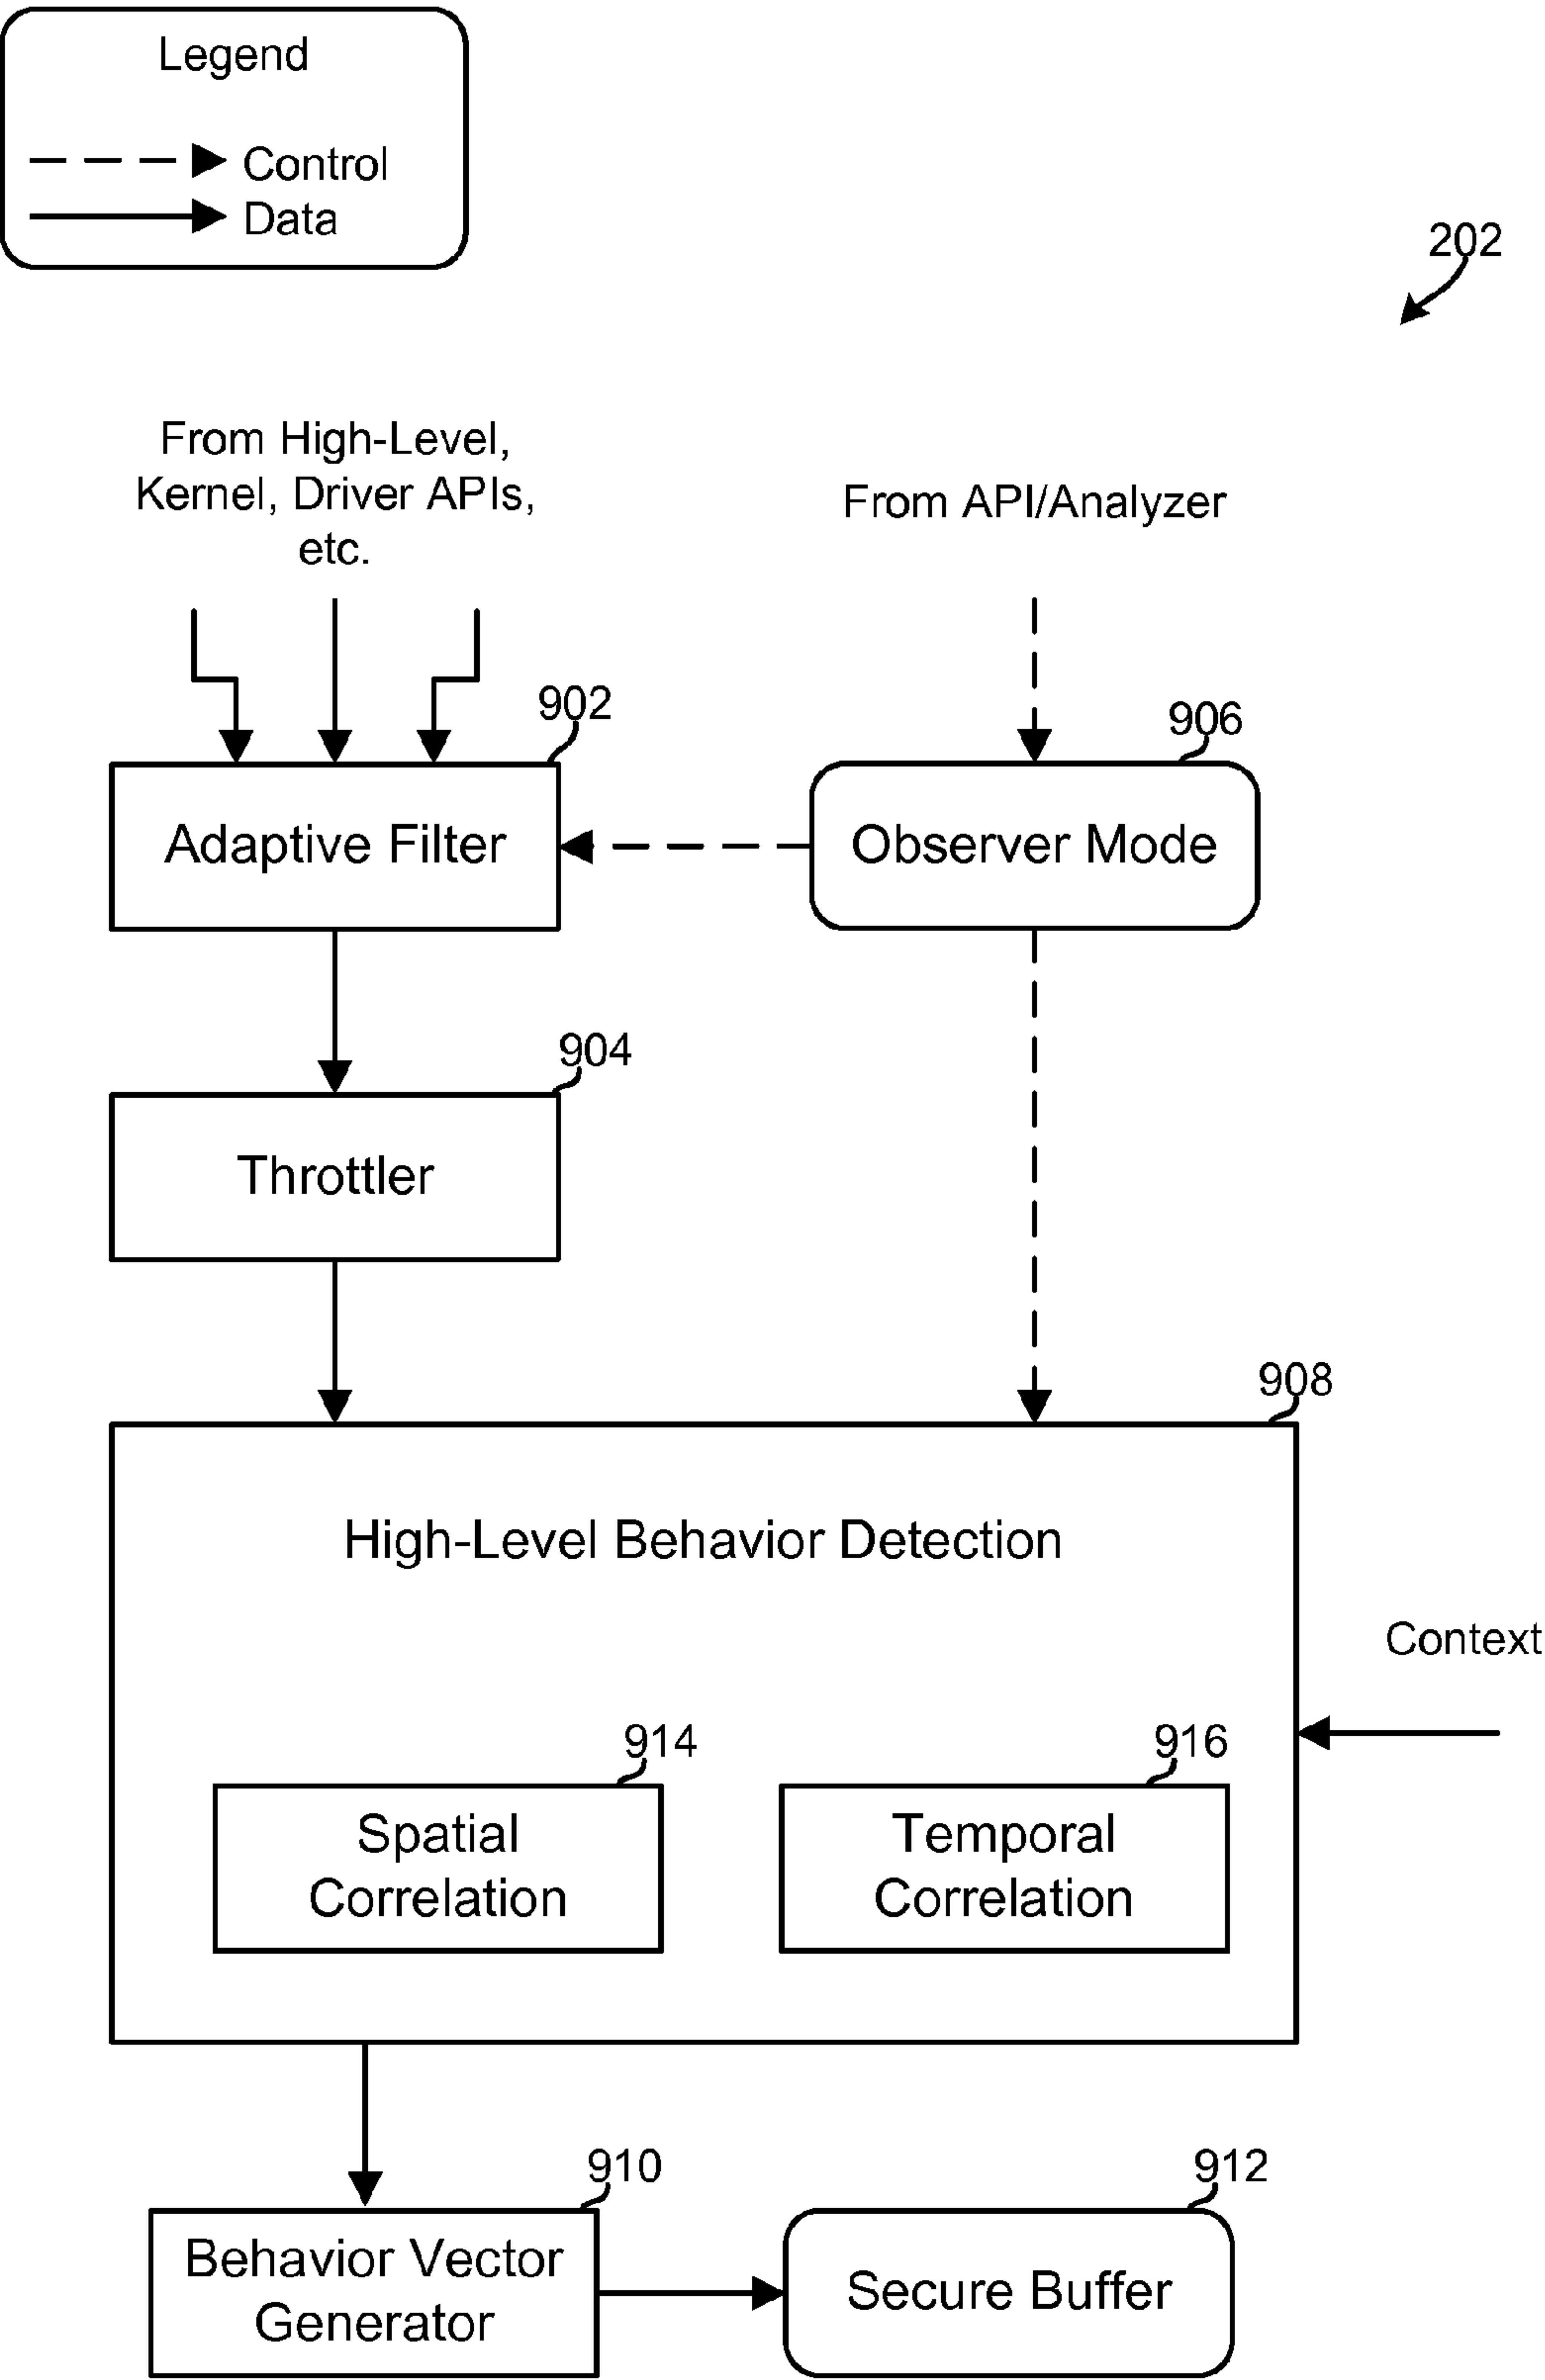 Legend
Control
Data
202
From High-Level,
Kernel, Driver APIs,
etc.
From API/Analyzer
902
906
Adaptive Filter
Observer Mode
904
Throttler
908
High-Level Behavior Detection
Context
914
916
Spatial
Correlation
Temporal
Correlation
910
912
Behavior Vector
Generator
Secure Buffer